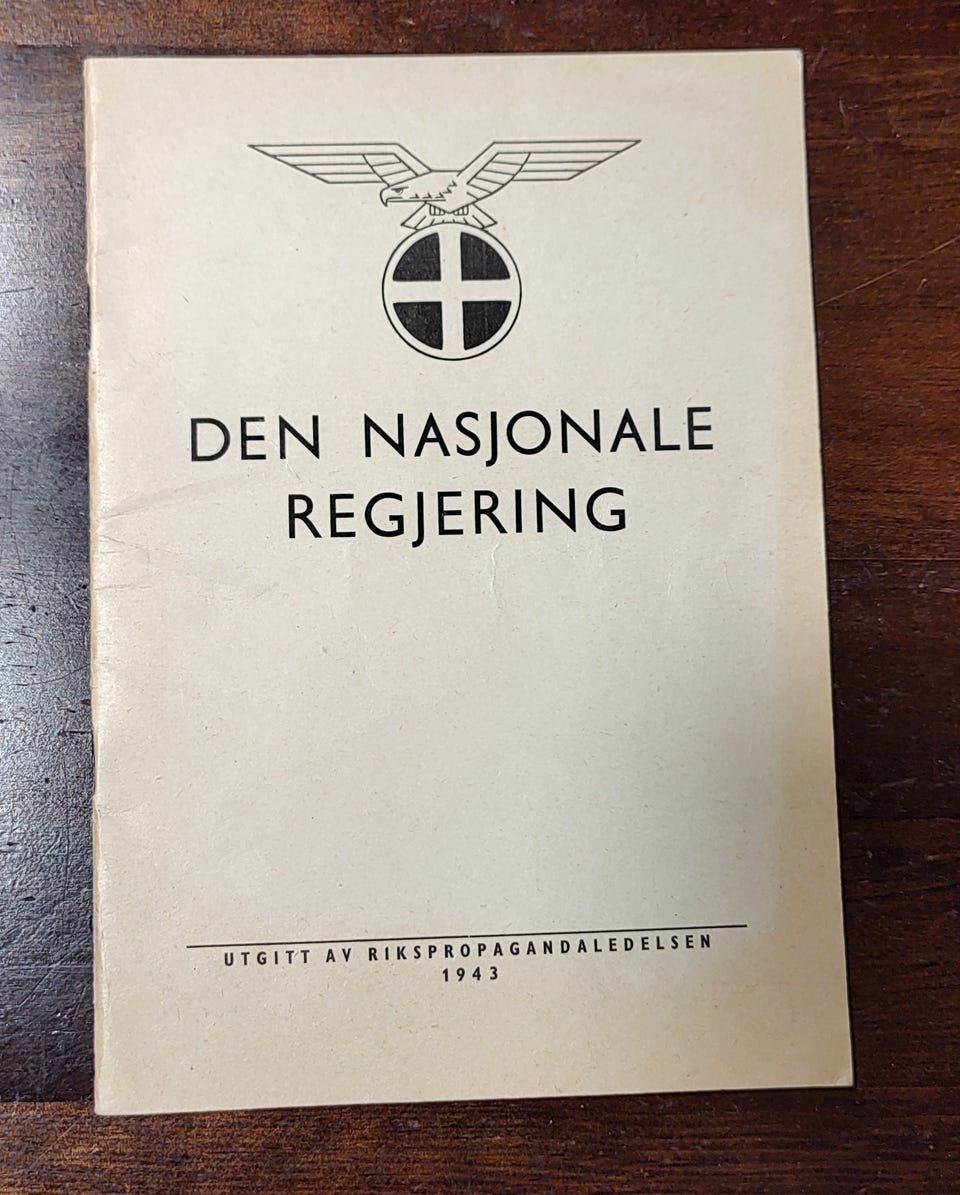 DEN NASJONALE
REGJERING
UTGITT AV RIKSPROPAGANDALEDELSEN
1943